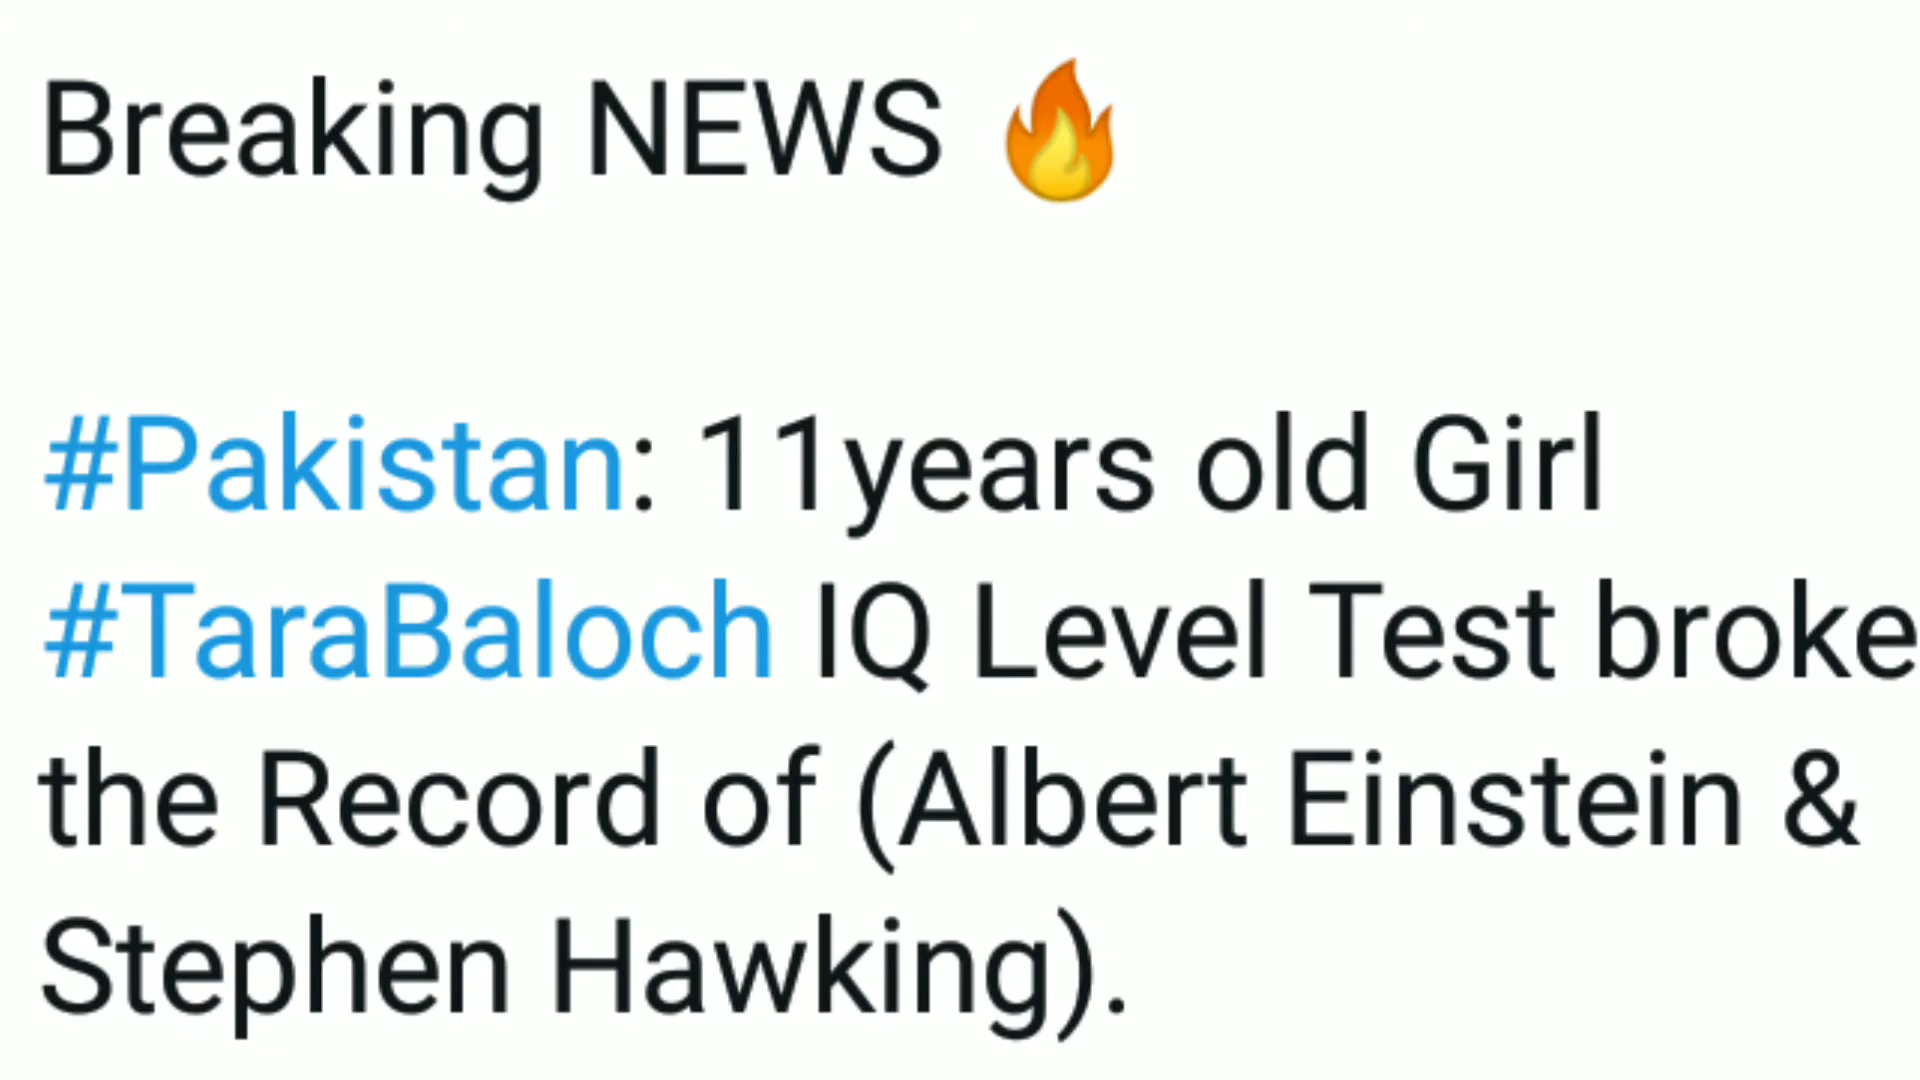 Breaking NEWS 🔥
#Pakistan: 11years old Girl
#TaraBaloch IQ Level Test broke
the Record of (Albert Einstein &
Stephen Hawking).